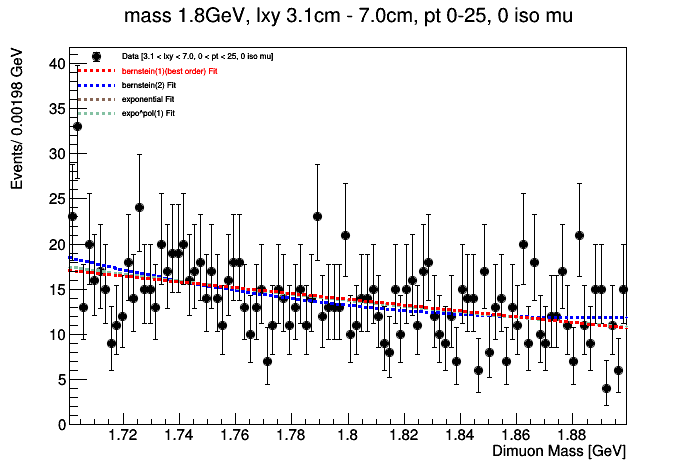 mass 1.8GeV, lxy 3.1cm - 7.0cm, pt 0-25, 0 iso mu
Events/ 0.00198 GeV
40
35
30
25
20
15
10
5
0
Data [3.1 < lxy < 7.0, 0 < pt < 25, 0 iso mu]
bernstein(1)(best order) Fit
bernstein(2) Fit
exponential Fit
expo*pol(1) Fit
1.72 1.74 1.76 1.78 1.8 1.82 1.84 1.86 1.88
Dimuon Mass [GeV]